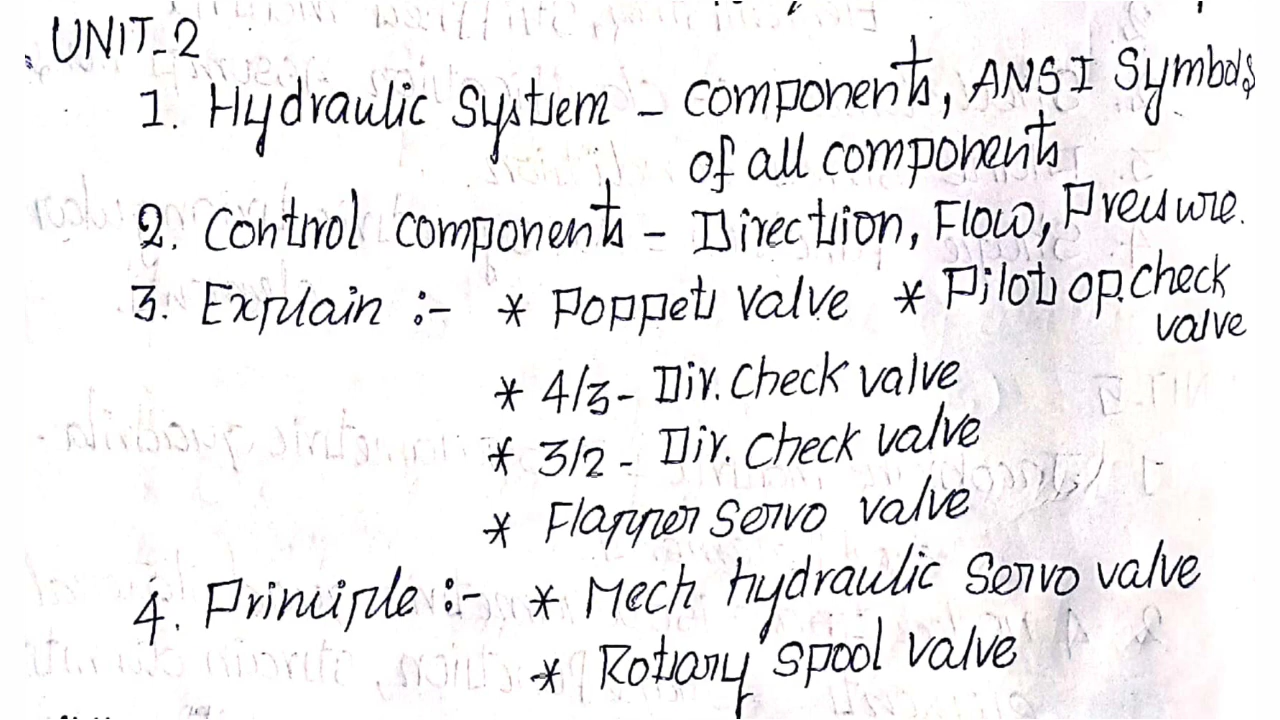 UNIT-2
1. Hydraulic System - Components, ANSI Symbols
of all components
2. Control components - Direction, Flow, Pressure.
3. Explain :- * Poppet valve * Pilot op. check
valve
* 4/3 - Dir. Check valve
* 3/2 - Dir. Check valve
* Flapper Servo valve
4. Principle :- * Mech hydraulic Servo valve
* Rotary spool valve